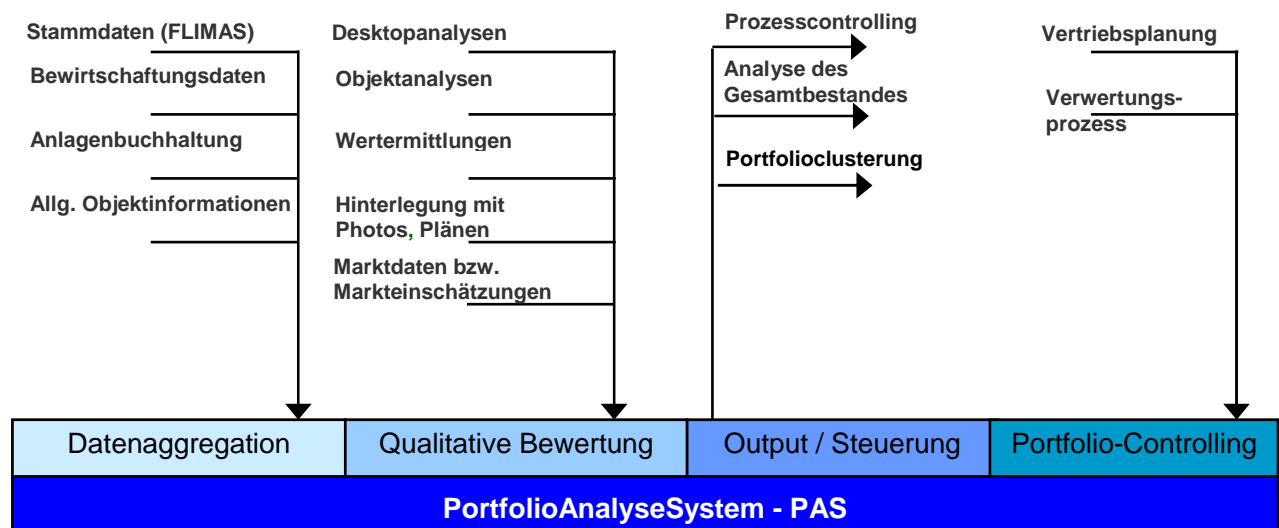 Stammdaten (FLIMAS)
Bewirtschaftungsdaten
Anlagenbuchhaltung
Allg. Objektinformationen
Desktopanalysen
Objektanalysen
Wertermittlungen
Hinterlegung mit
Photos, Plänen
Marktdaten bzw.
Markteinschätzungen
Prozesscontrolling
Analyse des
Gesamtbestandes
Portfolioclusterung
Vertriebsplanung
Verwertungs-
prozess
Datenaggregation
Qualitative Bewertung
Output / Steuerung
Portfolio-Controlling
PortfolioAnalyseSystem - PAS